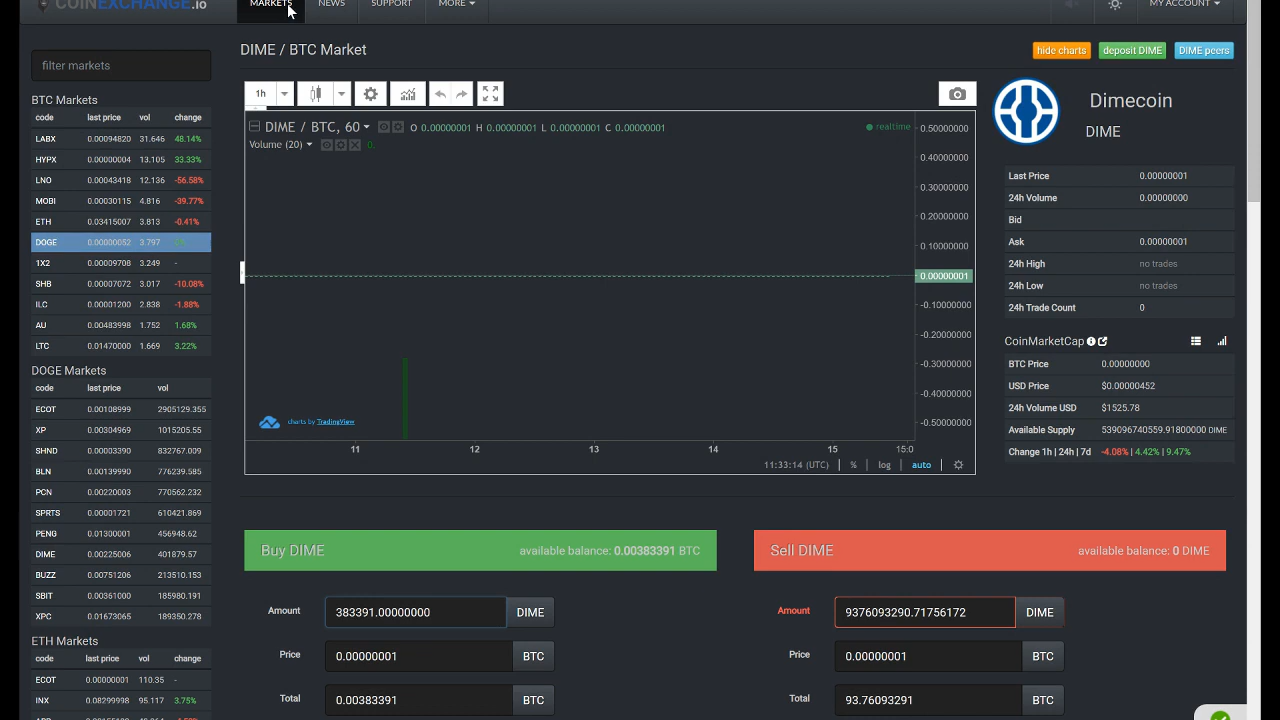 COINEXCHANGE.io MARKETS NEWS SUPPORT MORE MY ACCOUNT
filter markets
BTC Markets
code last price vol change
LABX 0.00094820 31.646 48.14%
HYPX 0.00000004 13.105 33.33%
LNO 0.00043418 12.136 -56.58%
MOBI 0.00030115 4.816 -39.77%
ETH 0.03415007 3.813 -0.41%
DOGE 0.00000052 3.797
1X2 0.00009708 3.249 -
SHB 0.00007072 3.017 -10.08%
ILC 0.00001200 2.838 -1.88%
AU 0.00483998 1.752 1.68%
LTC 0.01470000 1.669 3.22%
DOGE Markets
code last price vol
ECOT 0.00108999 2905129.355
XP 0.00304969 1015205.55
SHND 0.00003390 832767.009
BLN 0.00139990 776239.585
PCN 0.00220003 770562.232
SPRTS 0.00001721 610421.869
PENG 0.01300001 456948.62
DIME 0.00225006 401879.57
BUZZ 0.00751206 213510.153
SBIT 0.00361000 185980.191
XPC 0.01673065 189350.278
ETH Markets
code last price vol change
ECOT 0.00000001 110.35 -
INX 0.08299998 95.117 3.75%
DIME / BTC Market
hide charts deposit DIME DIME peers
1h
DIME / BTC, 60 O 0.00000001 H 0.00000001 L 0.00000001 C 0.00000001 realtime
Volume (20) 0.
0.50000000
0.40000000
0.30000000
0.20000000
0.10000000
0.00000001
-0.10000000
-0.20000000
-0.30000000
-0.40000000
-0.50000000
charts by TradingView
11 12 13 14 15 15:0
11:33:14 (UTC) % log auto
Dimecoin
DIME
Last Price 0.00000001
24h Volume 0.00000000
Bid
Ask 0.00000001
24h High no trades
24h Low no trades
24h Trade Count 0
CoinMarketCap
BTC Price 0.00000000
USD Price $0.00000452
24h Volume USD $1525.78
Available Supply 539096740559.91800000 DIME
Change 1h | 24h | 7d -4.08% | 4.42% | 9.47%
Buy DIME available balance: 0.00383391 BTC
Amount 383391.00000000 DIME
Price 0.00000001 BTC
Total 0.00383391 BTC
Sell DIME available balance: 0 DIME
Amount 9376093290.71756172 DIME
Price 0.00000001 BTC
Total 93.76093291 BTC